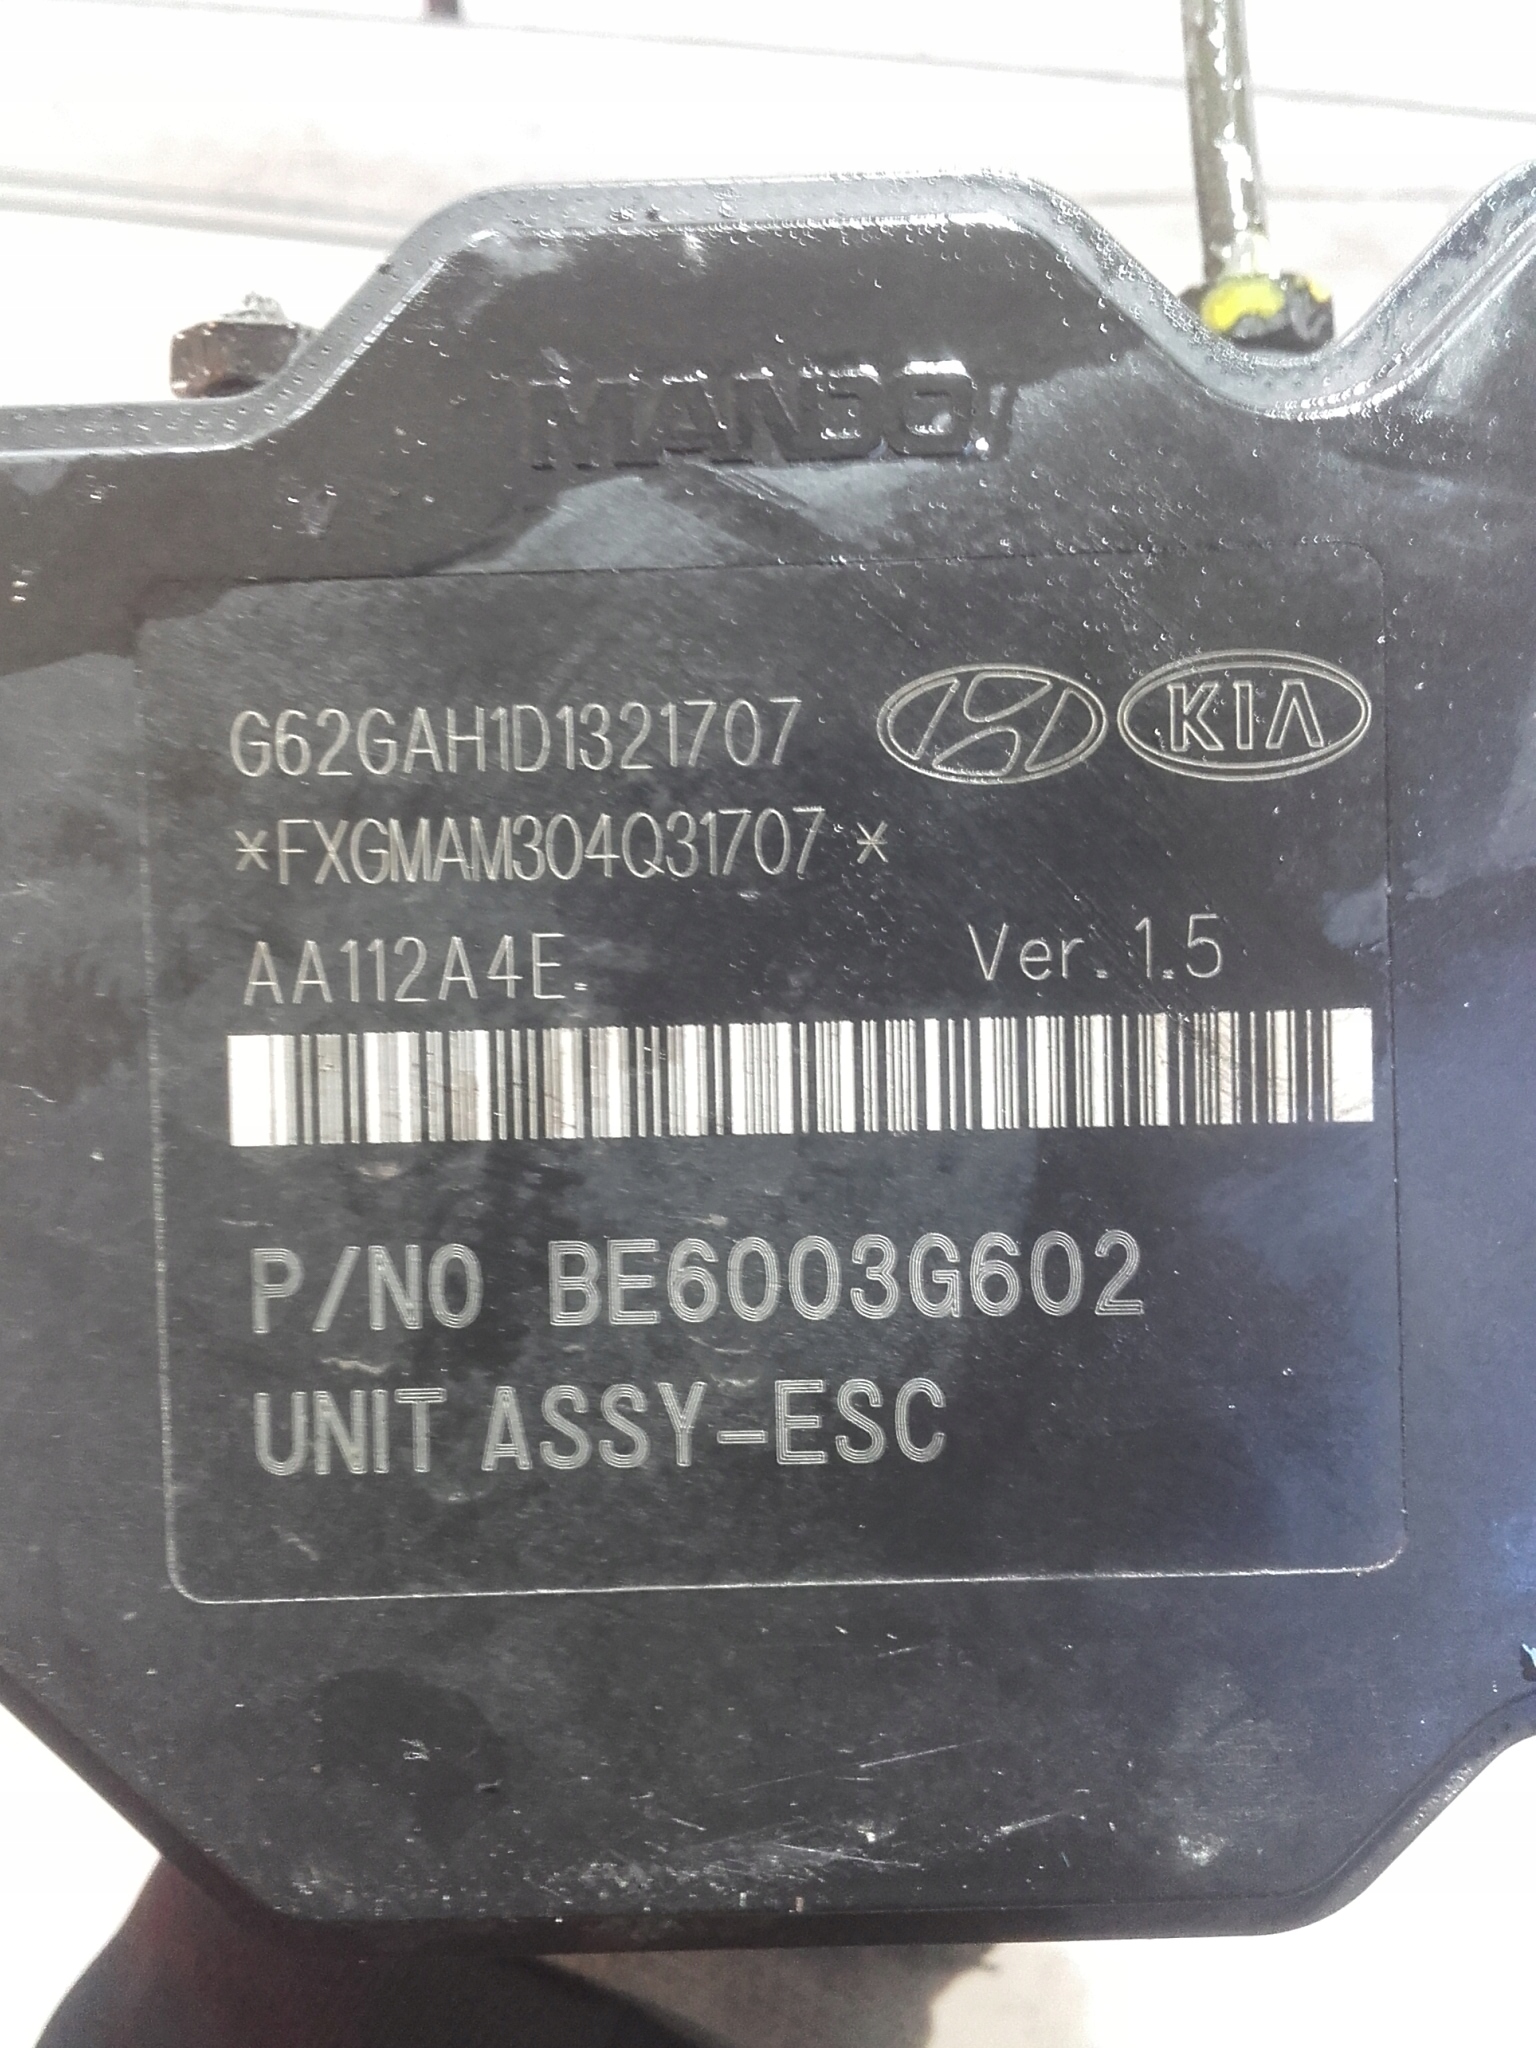 MANDO
G62GAH1D1321707 KIA
*FXGMAM304Q31707 *
AA112A4E. Ver. 1.5
P/NO BE6003G602
UNIT ASSY-ESC